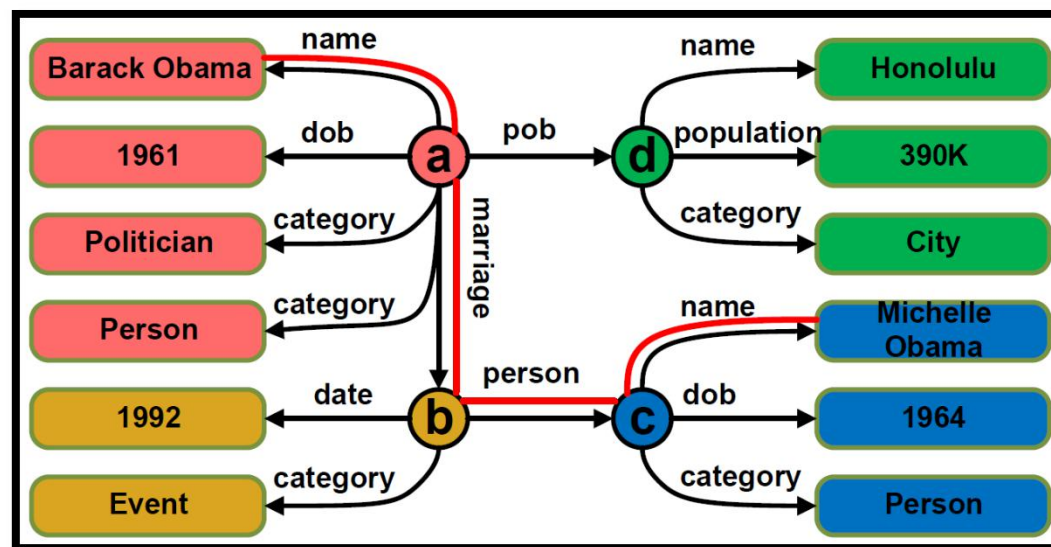 name
name
Barack Obama
Honolulu
dob
pob
population
1961
a
d
390K
category
category
Politician
marriage
City
category
name
Person
Michelle
Obama
person
date
dob
1992
b
c
1964
category
category
Event
Person